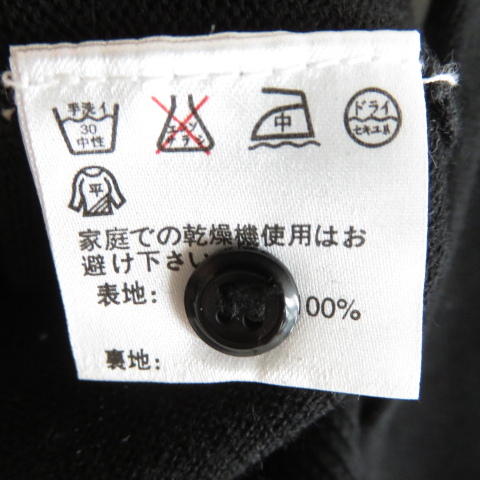 手洗イ
30
中性
エンソ
サラシ
中
ドライ
セキユ系
平
家庭での乾燥機使用はお
避け下さい
表地: 00%
裏地: